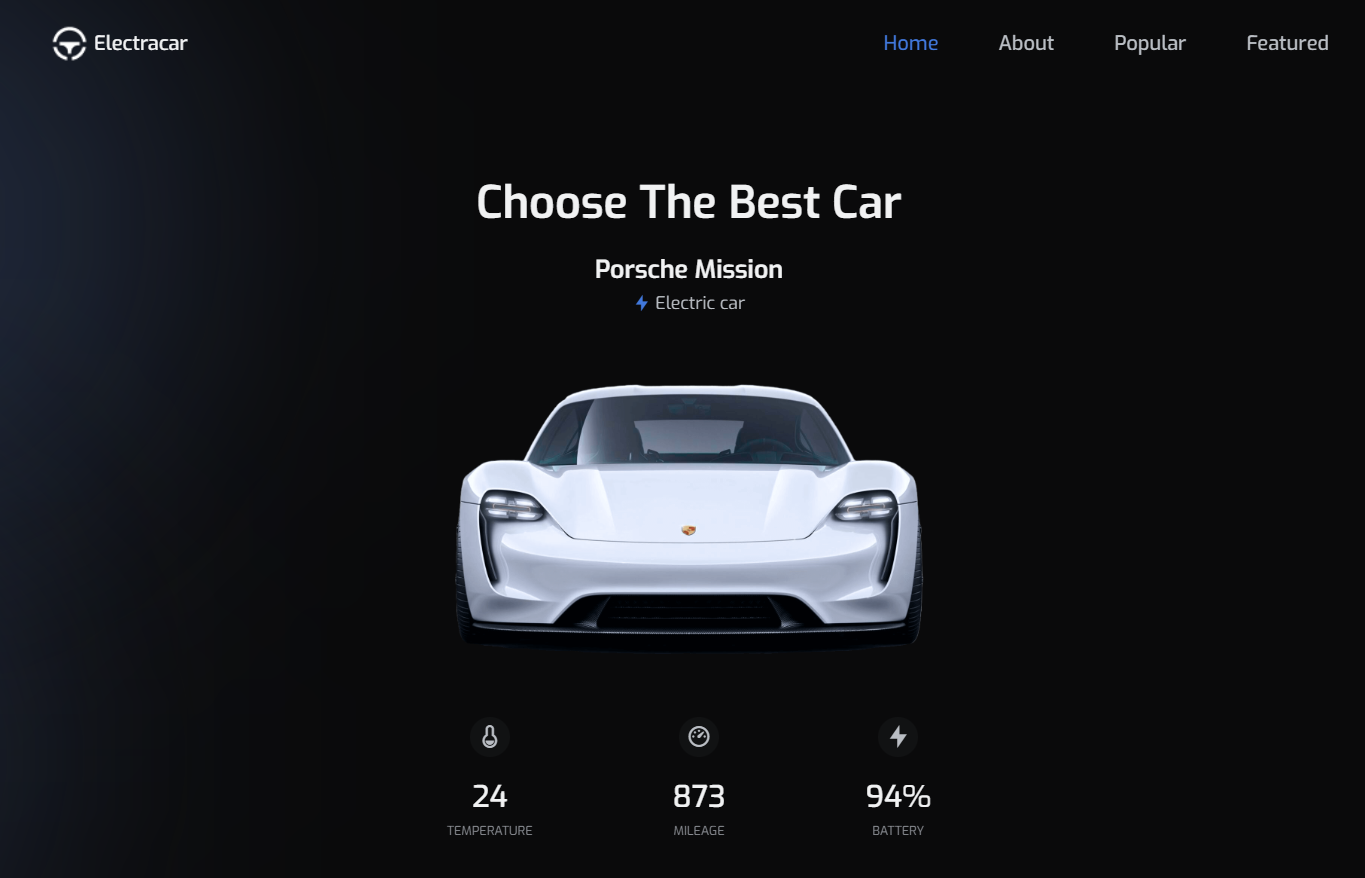 Electracar
Home About Popular Featured
Choose The Best Car
Porsche Mission
Electric car
24 873 94%
TEMPERATURE MILEAGE BATTERY